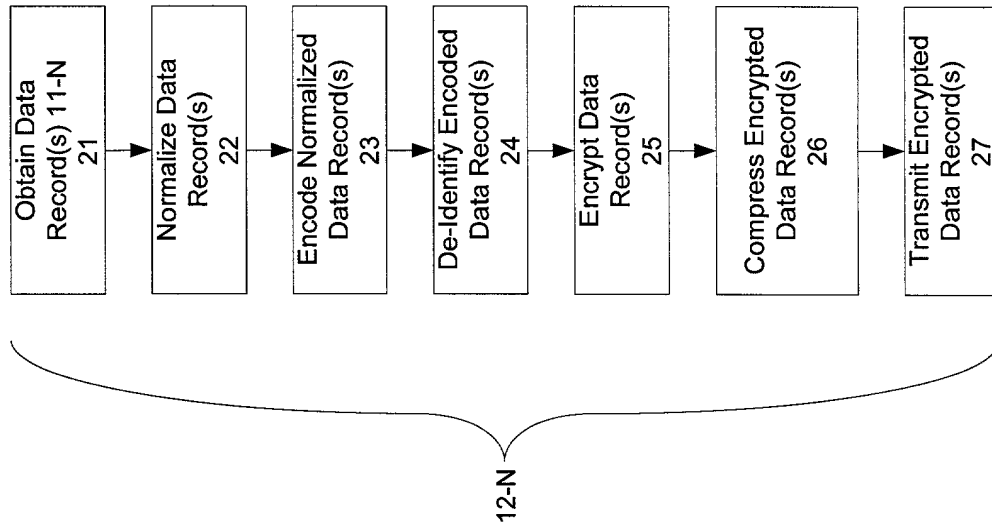 Obtain Data
Record(s) 11-N
21
Normalize Data
Record(s)
22
Encode Normalized
Data Record(s)
23
De-Identify Encoded
Data Record(s)
24
Encrypt Data
Record(s)
25
Compress Encrypted
Data Record(s)
26
Transmit Encrypted
Data Record(s)
27
12-N